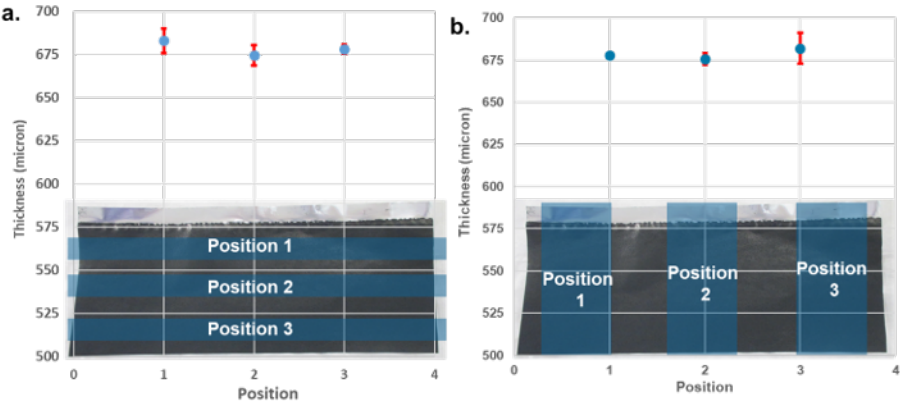 a.
Thickness (micron)
700
675
650
625
600
575
550
525
500
Position 1
Position 2
Position 3
0 1 2 3 4
Position
b.
Thickness (micron)
700
675
650
625
600
575
550
525
500
Position
1
Position
2
Position
3
0 1 2 3 4
Position